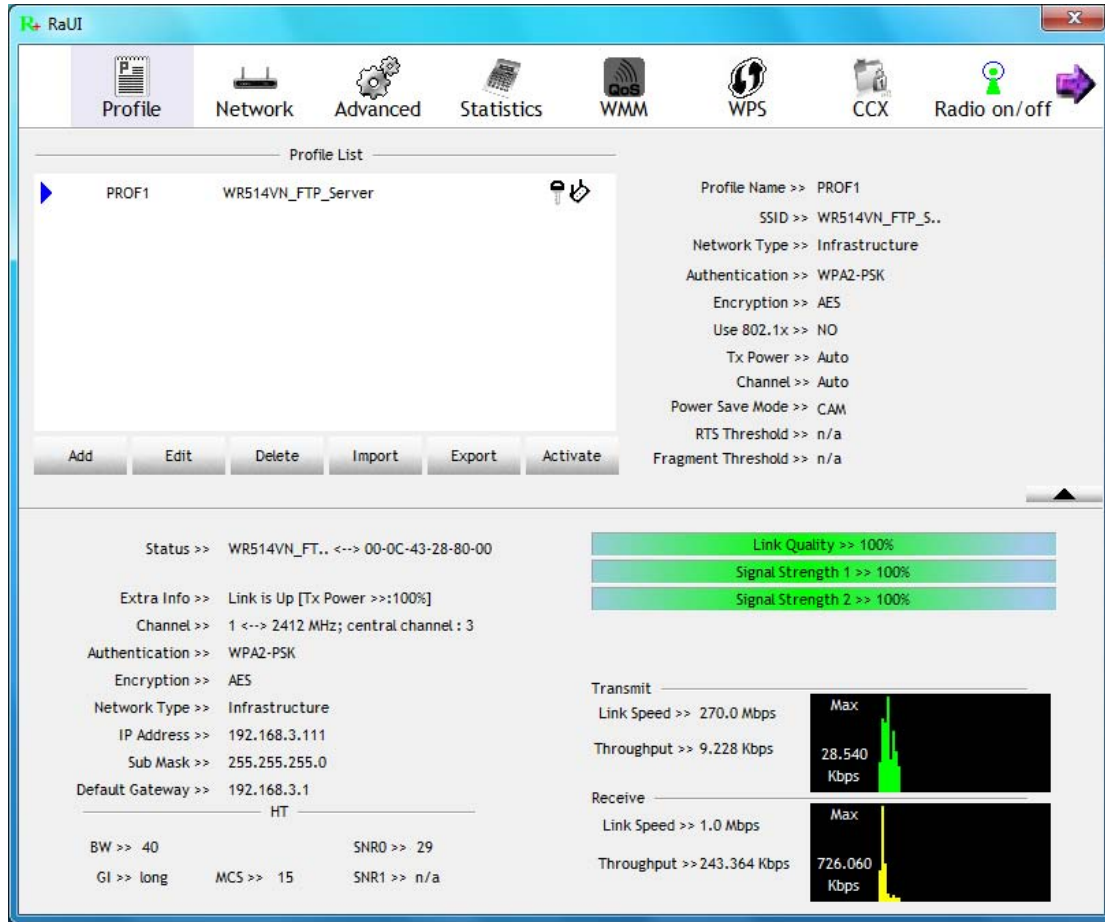 RaUI
Profile Network Advanced Statistics WMM WPS CCX Radio on/off
QoS
Profile List
PROF1 WR514VN_FTP_Server
Add Edit Delete Import Export Activate
Profile Name >> PROF1
SSID >> WR514VN_FTP_S..
Network Type >> Infrastructure
Authentication >> WPA2-PSK
Encryption >> AES
Use 802.1x >> NO
Tx Power >> Auto
Channel >> Auto
Power Save Mode >> CAM
RTS Threshold >> n/a
Fragment Threshold >> n/a
Status >> WR514VN_FT.. <--> 00-0C-43-28-80-00
Extra Info >> Link is Up [Tx Power >>:100%]
Channel >> 1 <--> 2412 MHz; central channel : 3
Authentication >> WPA2-PSK
Encryption >> AES
Network Type >> Infrastructure
IP Address >> 192.168.3.111
Sub Mask >> 255.255.255.0
Default Gateway >> 192.168.3.1
HT
BW >> 40 SNR0 >> 29
GI >> long MCS >> 15 SNR1 >> n/a
Link Quality >> 100%
Signal Strength 1 >> 100%
Signal Strength 2 >> 100%
Transmit
Link Speed >> 270.0 Mbps
Throughput >> 9.228 Kbps
Max
28.540
Kbps
Receive
Link Speed >> 1.0 Mbps
Throughput >> 243.364 Kbps
Max
726.060
Kbps